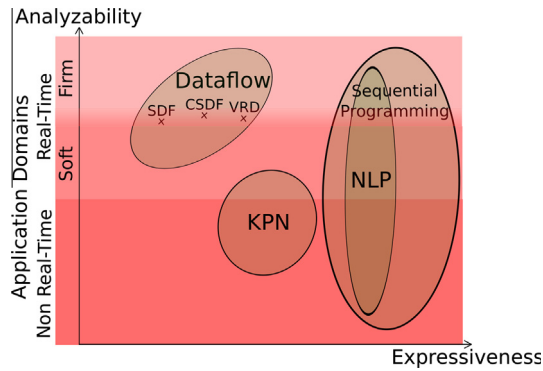 Analyzability
Application Domains
Real-Time
Firm
Soft
Non Real-Time
Dataflow
SDF
CSDF
VRD
Sequential
Programming
NLP
KPN
Expressiveness